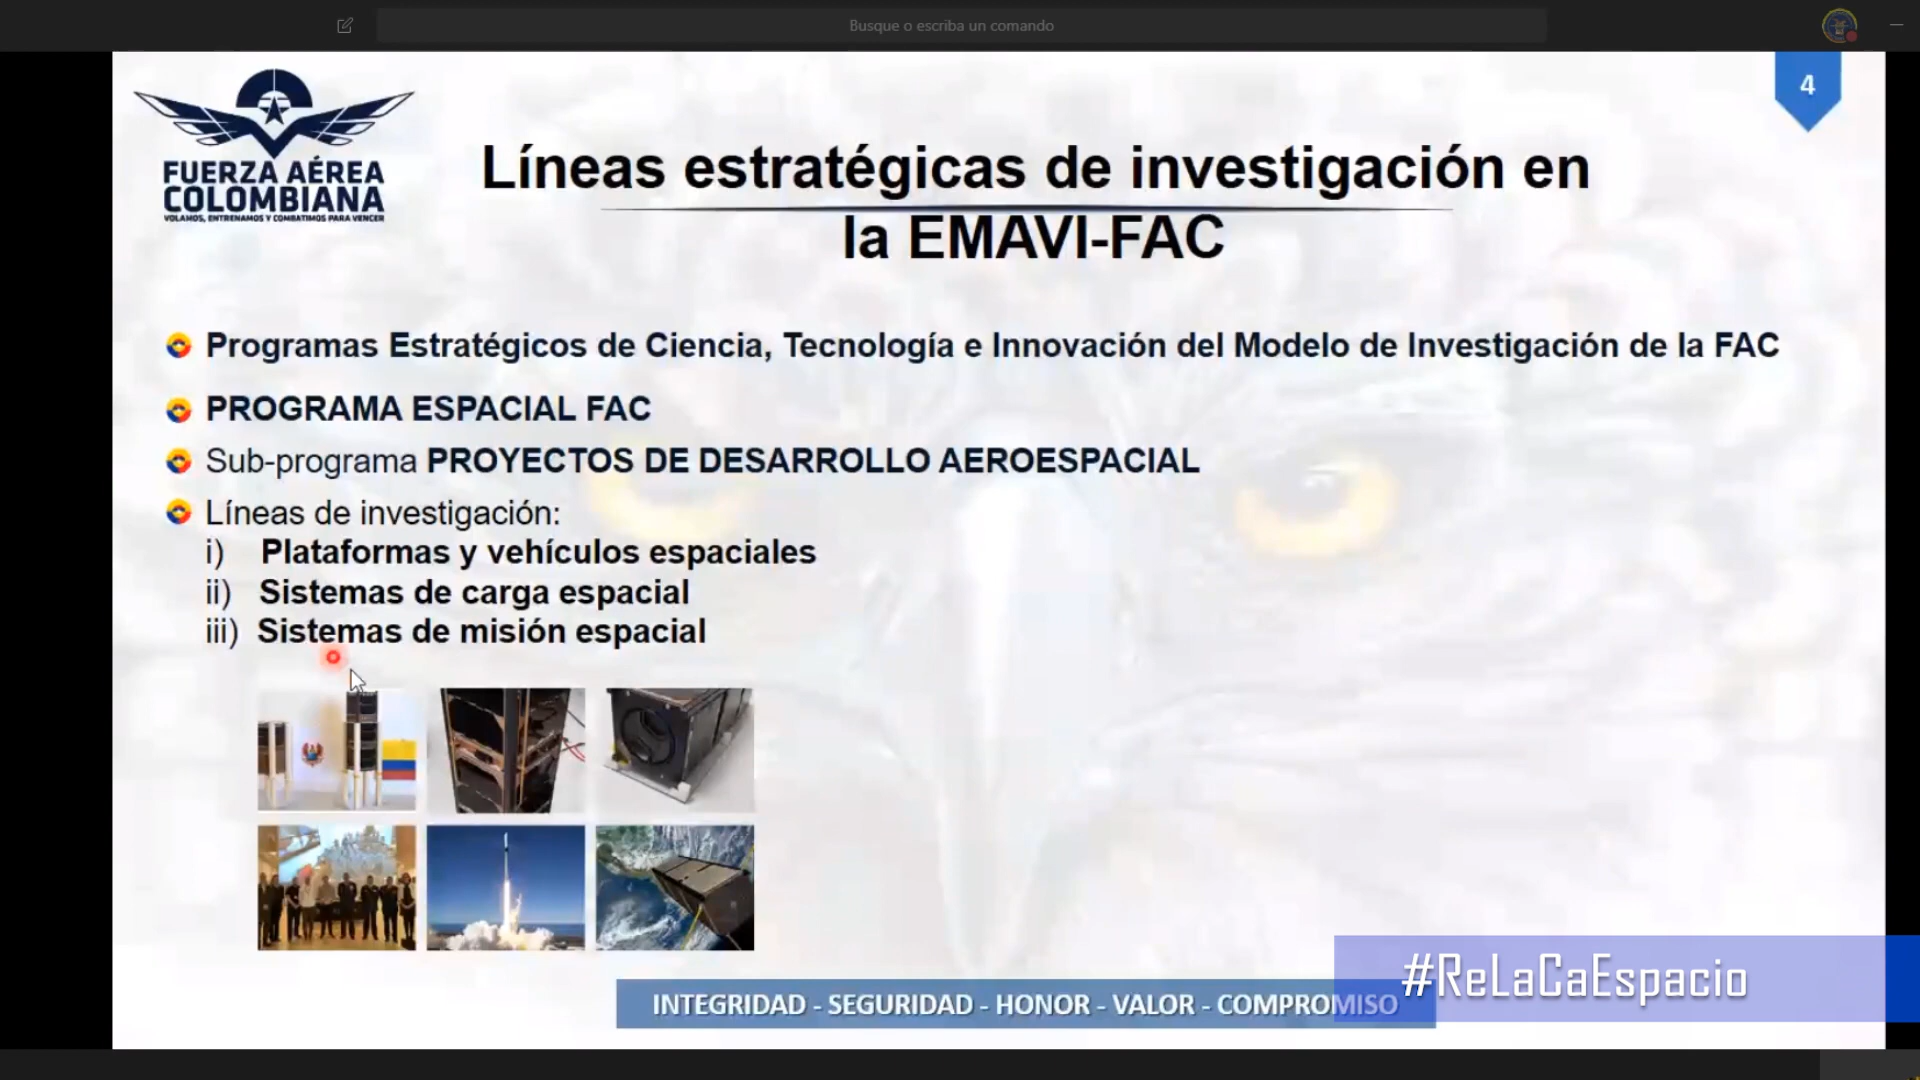 Busque o escriba un comando
4
FUERZA AÉREA
COLOMBIANA
VOLAMOS, ENTRENAMOS Y COMBATIMOS PARA VENCER
Líneas estratégicas de investigación en
la EMAVI-FAC
Programas Estratégicos de Ciencia, Tecnología e Innovación del Modelo de Investigación de la FAC
PROGRAMA ESPACIAL FAC
Sub-programa PROYECTOS DE DESARROLLO AEROESPACIAL
Líneas de investigación:
i) Plataformas y vehículos espaciales
ii) Sistemas de carga espacial
iii) Sistemas de misión espacial
#ReLaCaEspacio
INTEGRIDAD - SEGURIDAD - HONOR - VALOR - COMPROMISO